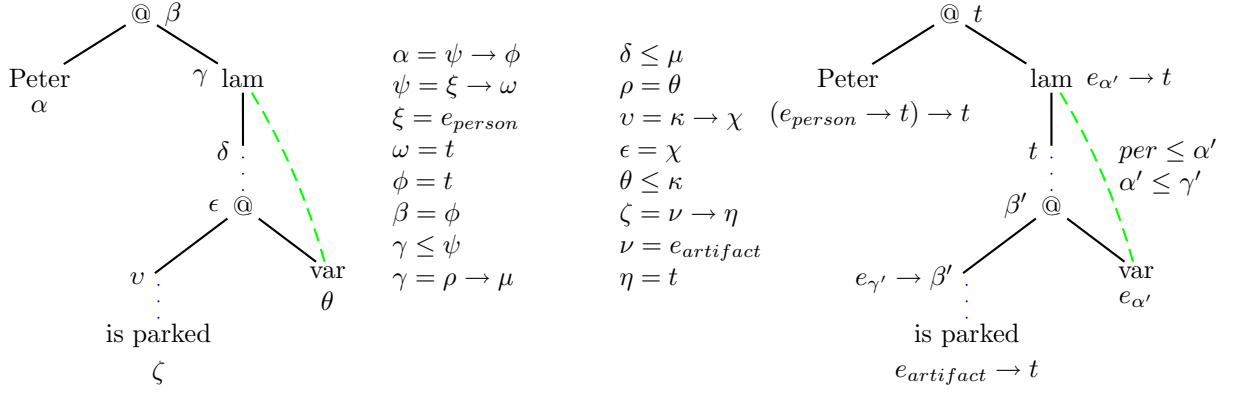 @ β
Peter
α
γ lam
δ
ϵ @
υ
var
θ
is parked
ζ
α = ψ → ϕ
ψ = ξ → ω
ξ = e_person
ω = t
ϕ = t
β = ϕ
γ ≤ ψ
γ = ρ → μ
δ ≤ μ
ρ = θ
υ = κ → χ
ϵ = χ
θ ≤ κ
ζ = ν → η
ν = e_artifact
η = t
@ t
Peter
(e_person → t) → t
lam e_α′ → t
t
per ≤ α′
α′ ≤ γ′
β′ @
e_γ′ → β′
var
e_α′
is parked
e_artifact → t